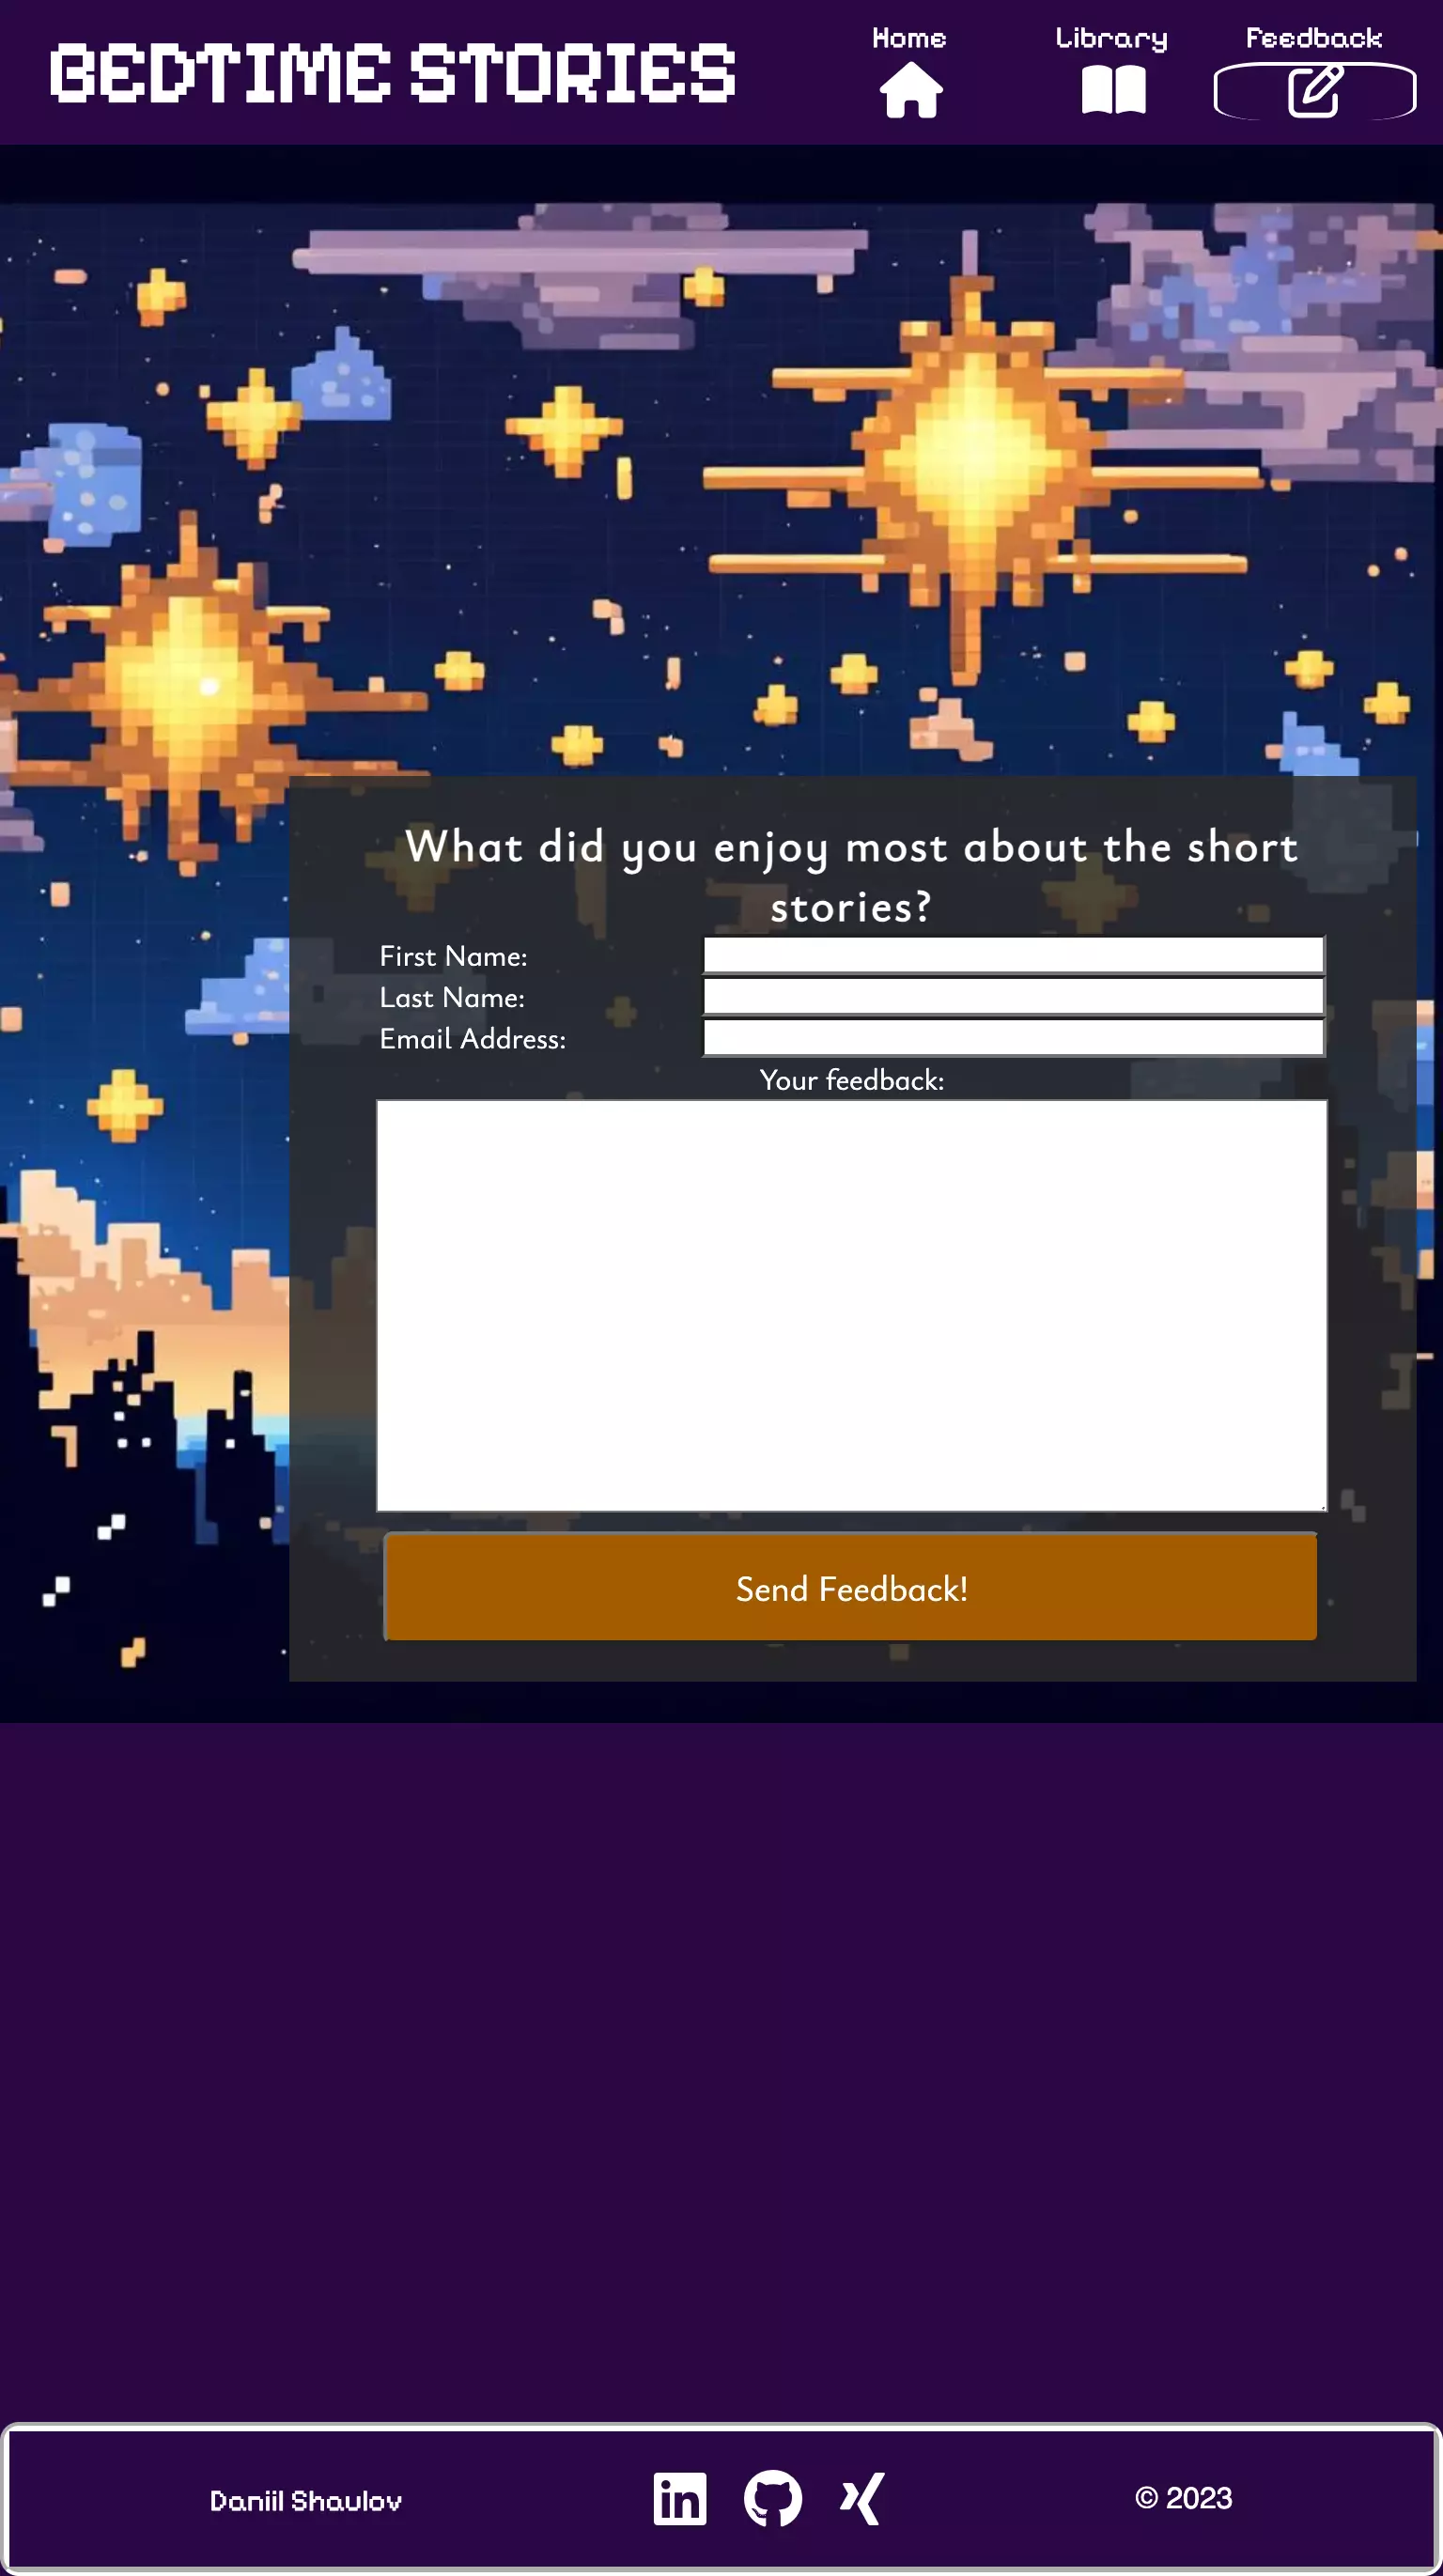 BEDTIME STORIES
Home
Library
Feedback
What did you enjoy most about the short
stories?
First Name:
Last Name:
Email Address:
Your feedback:
Send Feedback!
Daniil Shaulov
in
© 2023